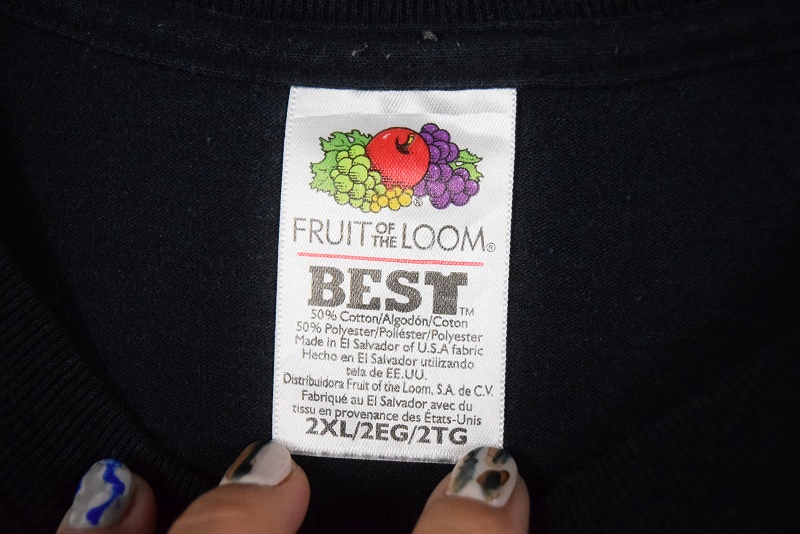 FRUIT OF THE LOOM®
BEST™
50% Cotton/Algodón/Coton
50% Polyester/Poliéster/Polyester
Made in El Salvador of U.S.A fabric
Hecho en El Salvador utilizando
tela de EE.UU.
Distribuidora Fruit of the Loom, S.A. de C.V.
Fabriqué au El Salvador avec du
tissu en provenance des États-Unis
2XL/2EG/2TG